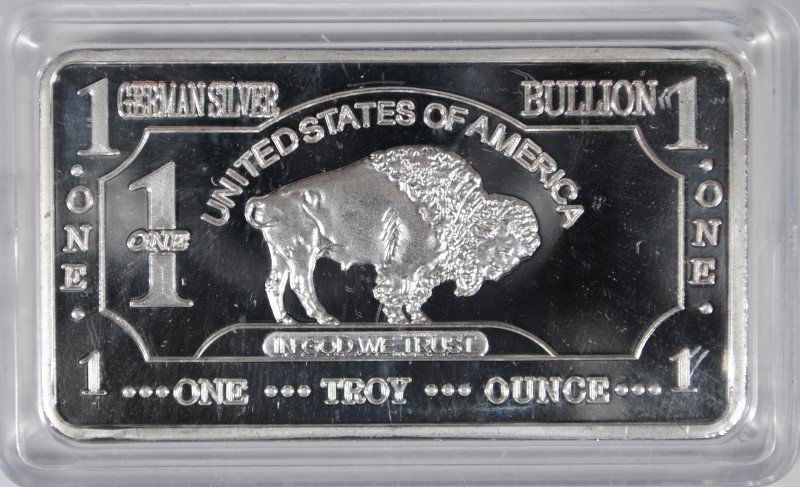 1 GERMAN SILVER BULLION 1
UNITED STATES OF AMERICA
· ONE ·
1
ONE
· ONE ·
IN GOD WE TRUST
1 ••• ONE ••• TROY ••• OUNCE ••• 1